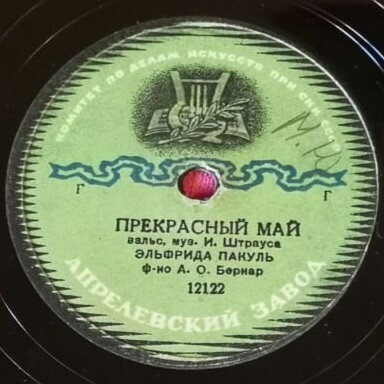 КОМИТЕТ ПО ДЕЛАМ ИСКУССТВ ПРИ СНК СССР
Г Г
ПРЕКРАСНЫЙ МАЙ
вальс, муз. И. Штрауса
ЭЛЬФРИДА ПАКУЛЬ
ф-но А. О. Бернар
12122
АПРЕЛЕВСКИЙ ЗАВОД